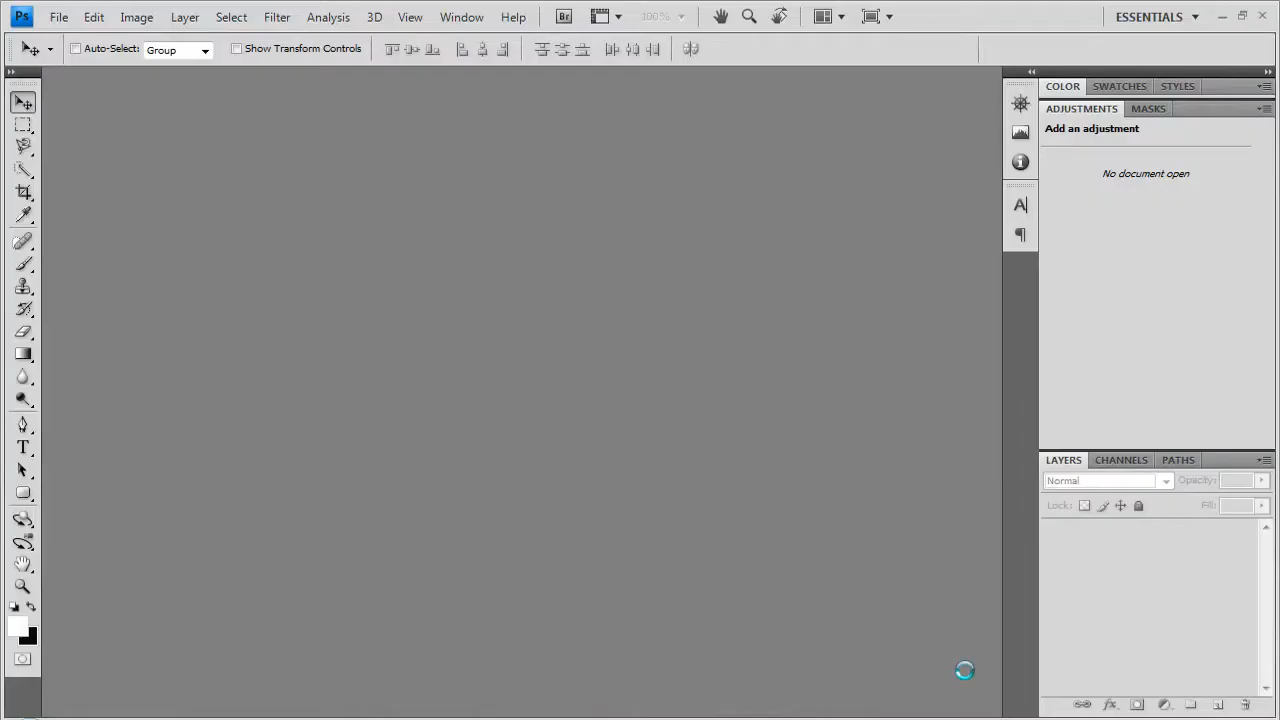 Ps File Edit Image Layer Select Filter Analysis 3D View Window Help Br 100% ESSENTIALS
Auto-Select: Group Show Transform Controls
COLOR SWATCHES STYLES
ADJUSTMENTS MASKS
Add an adjustment
No document open
A
T
LAYERS CHANNELS PATHS
Normal Opacity:
Lock: Fill:
fx